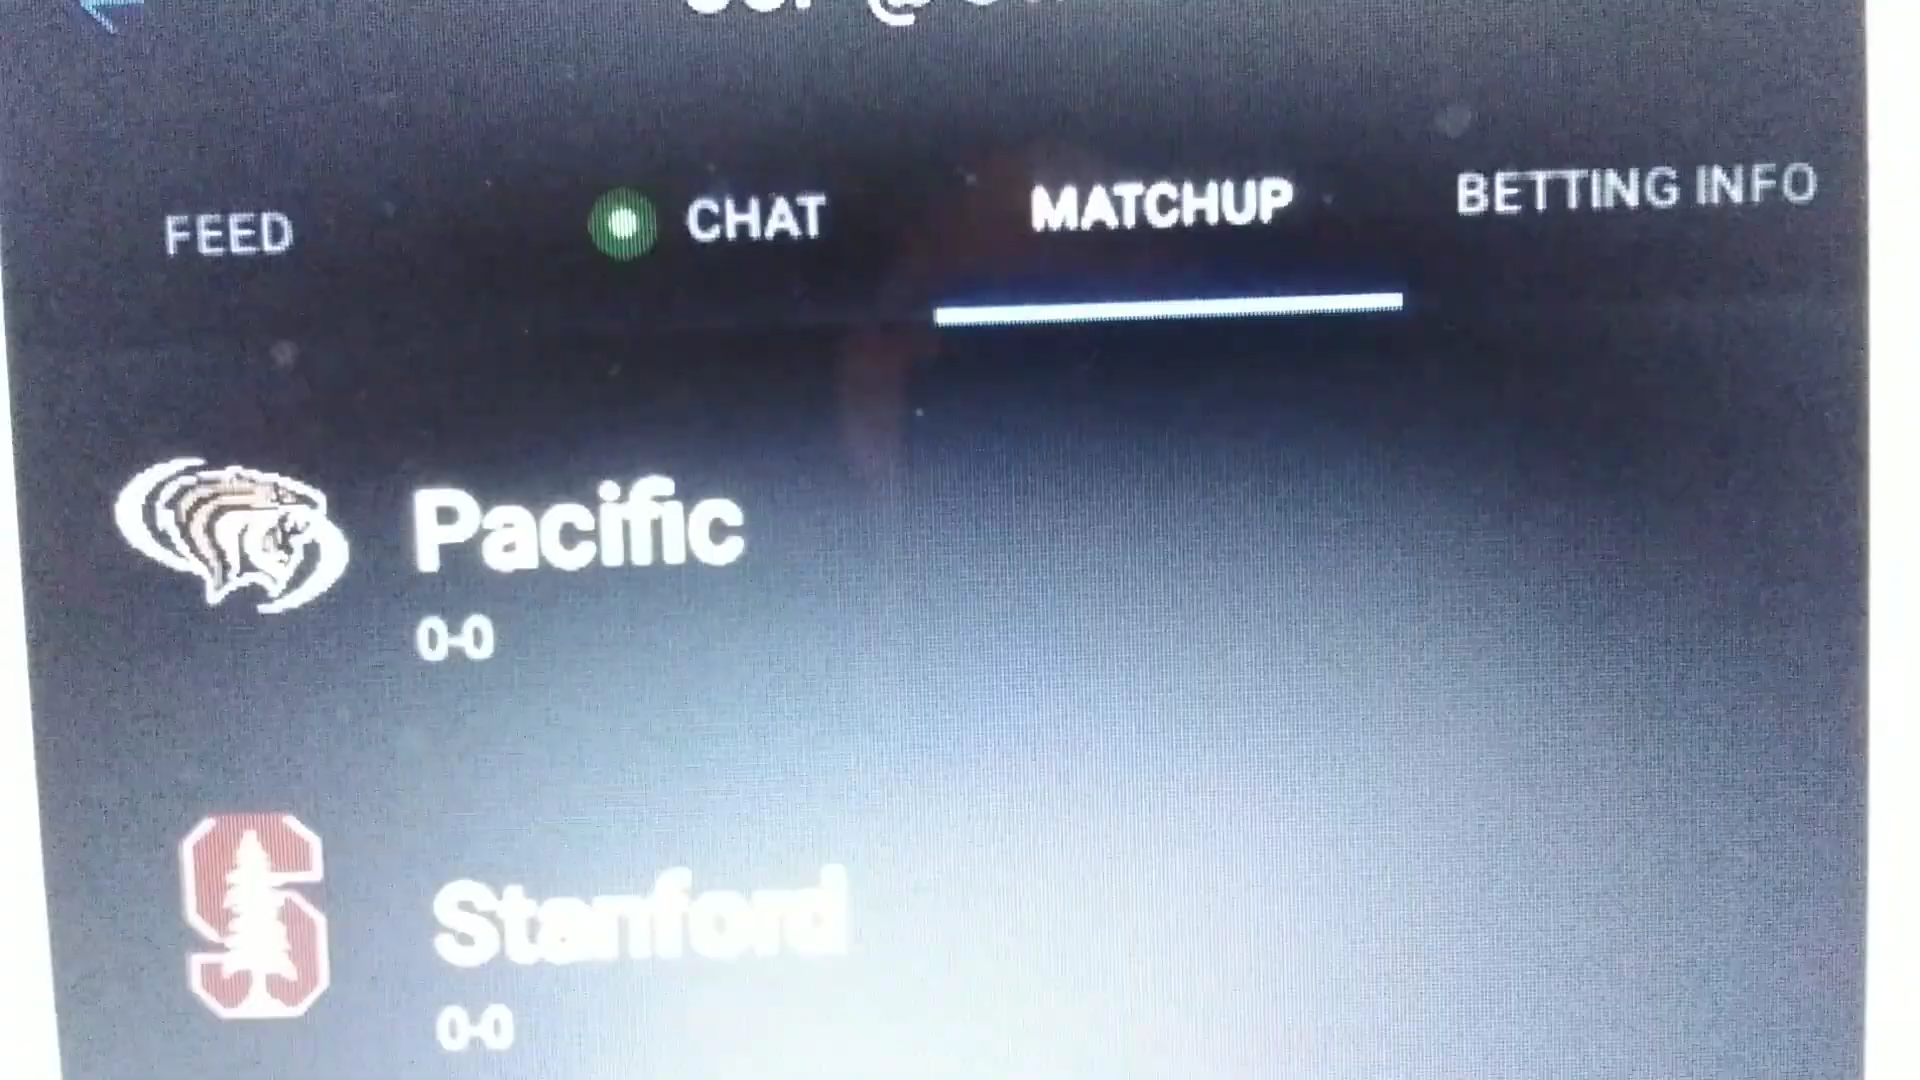 FEED CHAT MATCHUP BETTING INFO
Pacific
0-0
Stanford
0-0